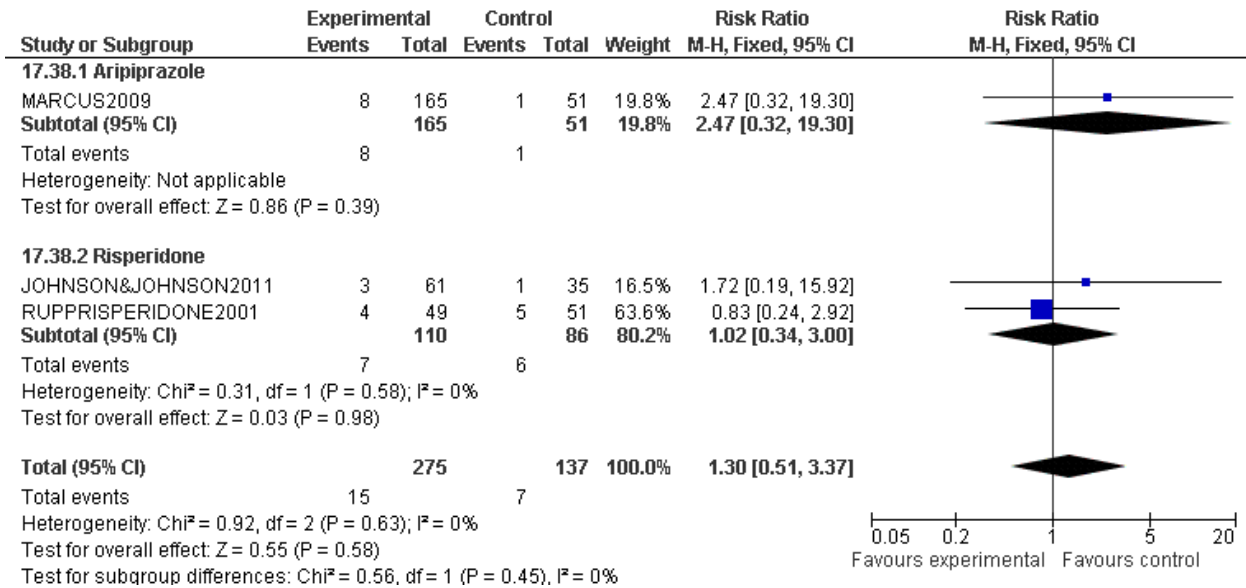 Experimental Control Risk Ratio Risk Ratio
Study or Subgroup Events Total Events Total Weight M-H, Fixed, 95% CI M-H, Fixed, 95% CI
17.38.1 Aripiprazole
MARCUS2009 8 165 1 51 19.8% 2.47 [0.32, 19.30]
Subtotal (95% CI) 165 51 19.8% 2.47 [0.32, 19.30]
Total events 8 1
Heterogeneity: Not applicable
Test for overall effect: Z = 0.86 (P = 0.39)
17.38.2 Risperidone
JOHNSON&JOHNSON2011 3 61 1 35 16.5% 1.72 [0.19, 15.92]
RUPPRISPERIDONE2001 4 49 5 51 63.6% 0.83 [0.24, 2.92]
Subtotal (95% CI) 110 86 80.2% 1.02 [0.34, 3.00]
Total events 7 6
Heterogeneity: Chi² = 0.31, df = 1 (P = 0.58); I² = 0%
Test for overall effect: Z = 0.03 (P = 0.98)
Total (95% CI) 275 137 100.0% 1.30 [0.51, 3.37]
Total events 15 7
Heterogeneity: Chi² = 0.92, df = 2 (P = 0.63); I² = 0%
Test for overall effect: Z = 0.55 (P = 0.58)
Test for subgroup differences: Chi² = 0.56, df = 1 (P = 0.45), I² = 0%
0.05 0.2 1 5 20
Favours experimental Favours control